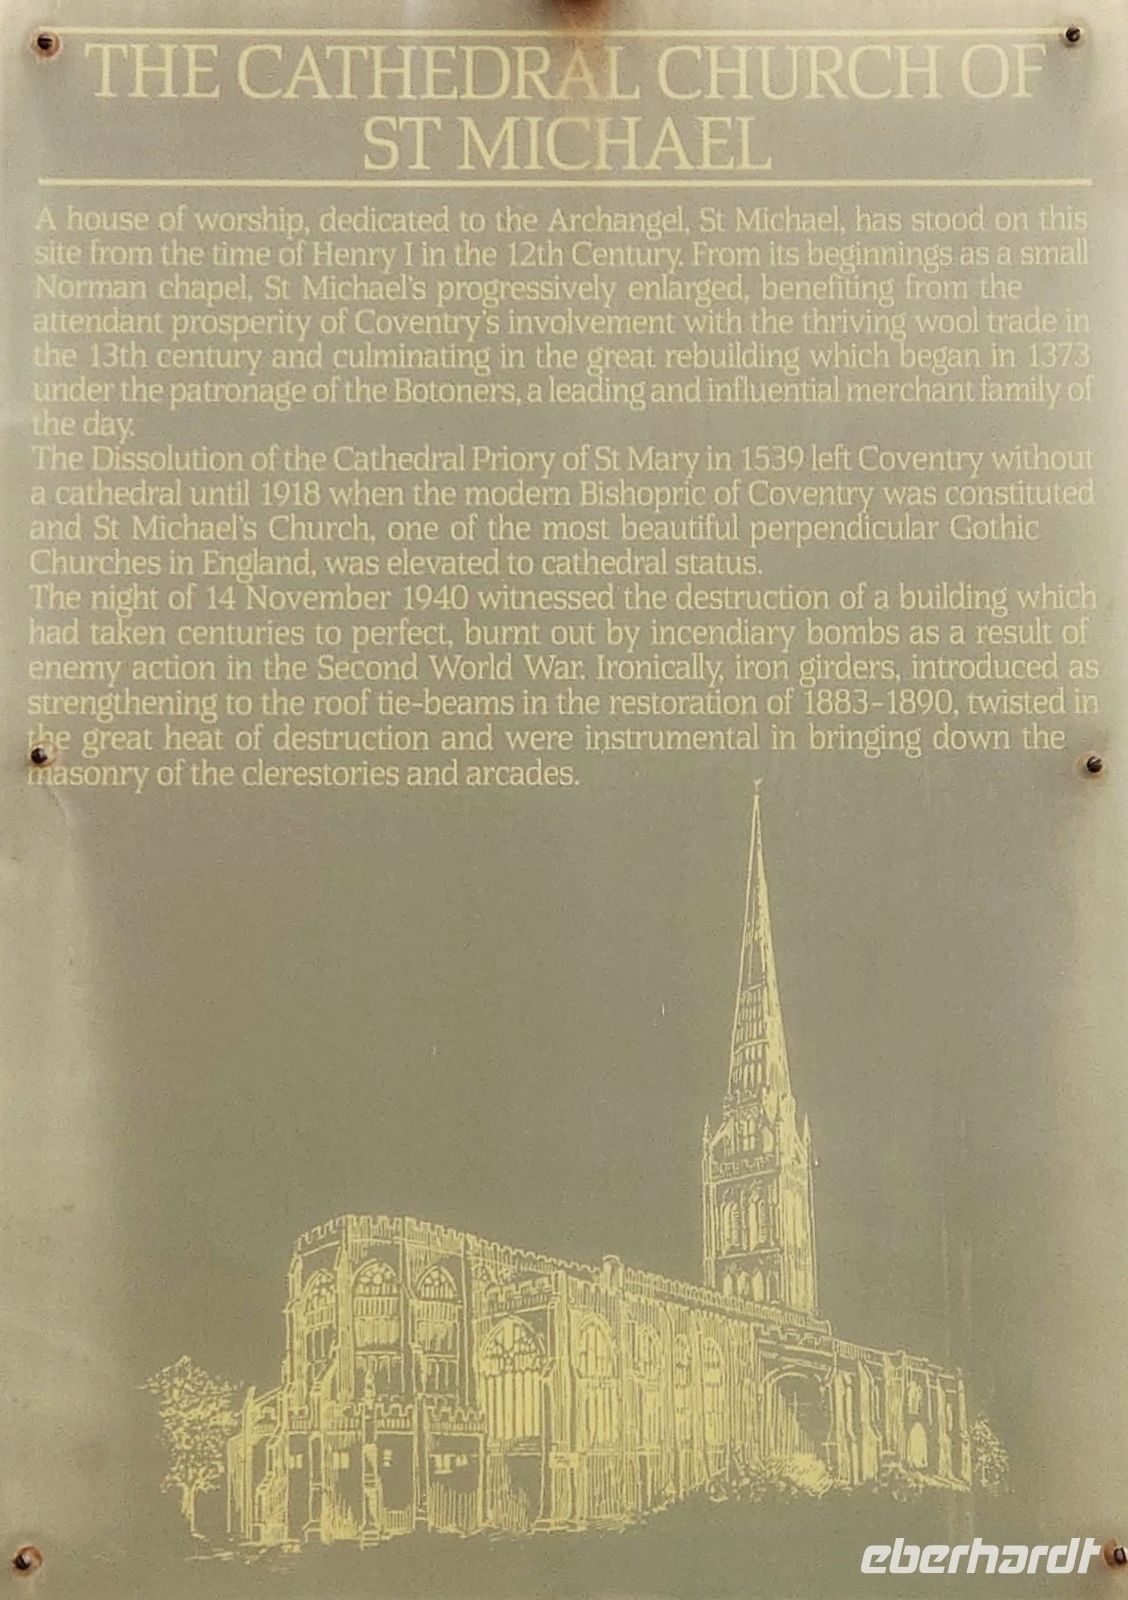 THE CATHEDRAL CHURCH OF
ST MICHAEL
A house of worship, dedicated to the Archangel, St Michael, has stood on this
site from the time of Henry I in the 12th Century. From its beginnings as a small
Norman chapel, St Michael's progressively enlarged, benefiting from the
attendant prosperity of Coventry's involvement with the thriving wool trade in
the 13th century and culminating in the great rebuilding which began in 1373
under the patronage of the Botoners, a leading and influential merchant family of
the day.
The Dissolution of the Cathedral Priory of St Mary in 1539 left Coventry without
a cathedral until 1918 when the modern Bishopric of Coventry was constituted
and St Michael's Church, one of the most beautiful perpendicular Gothic
Churches in England, was elevated to cathedral status.
The night of 14 November 1940 witnessed the destruction of a building which
had taken centuries to perfect, burnt out by incendiary bombs as a result of
enemy action in the Second World War. Ironically, iron girders, introduced as
strengthening to the roof tie-beams in the restoration of 1883-1890, twisted in
the great heat of destruction and were instrumental in bringing down the
masonry of the clerestories and arcades.
eberhardt